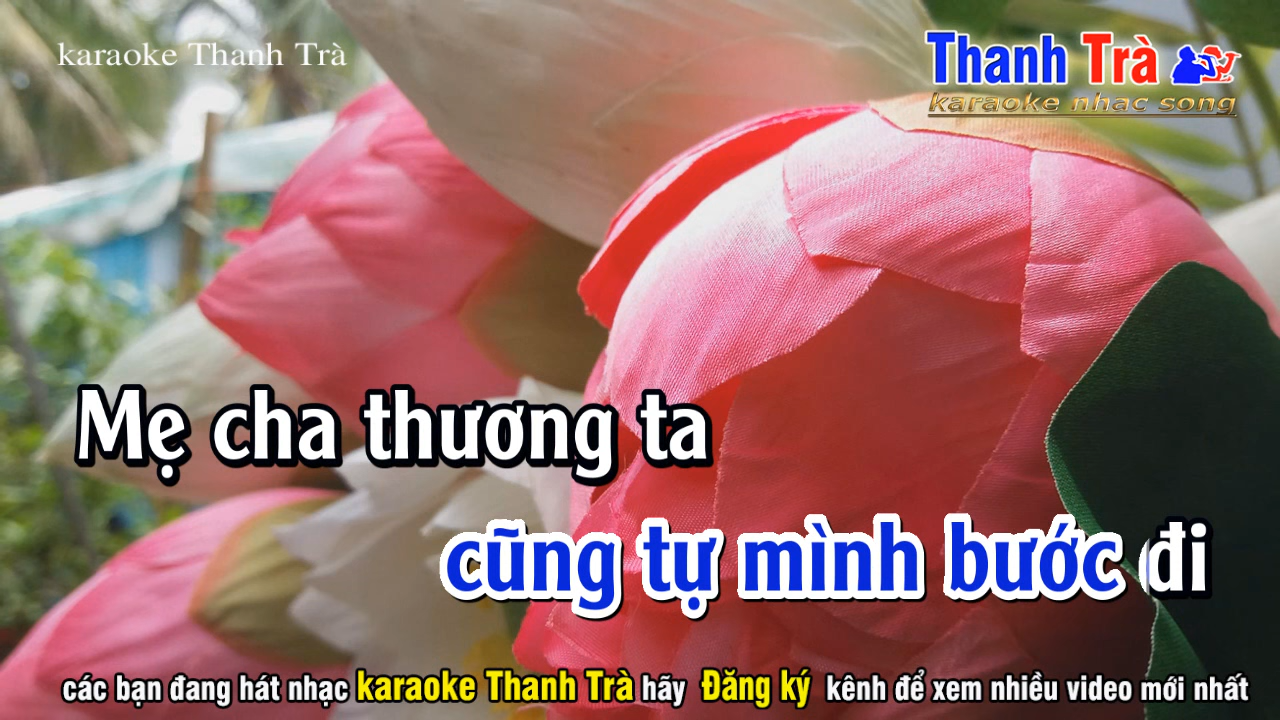 karaoke Thanh Trà
Thanh Trà
karaoke nhac song
Mẹ cha thương ta
cũng tự mình bước đi
các bạn đang hát nhạc karaoke Thanh Trà hãy Đăng ký kênh để xem nhiều video mới nhất